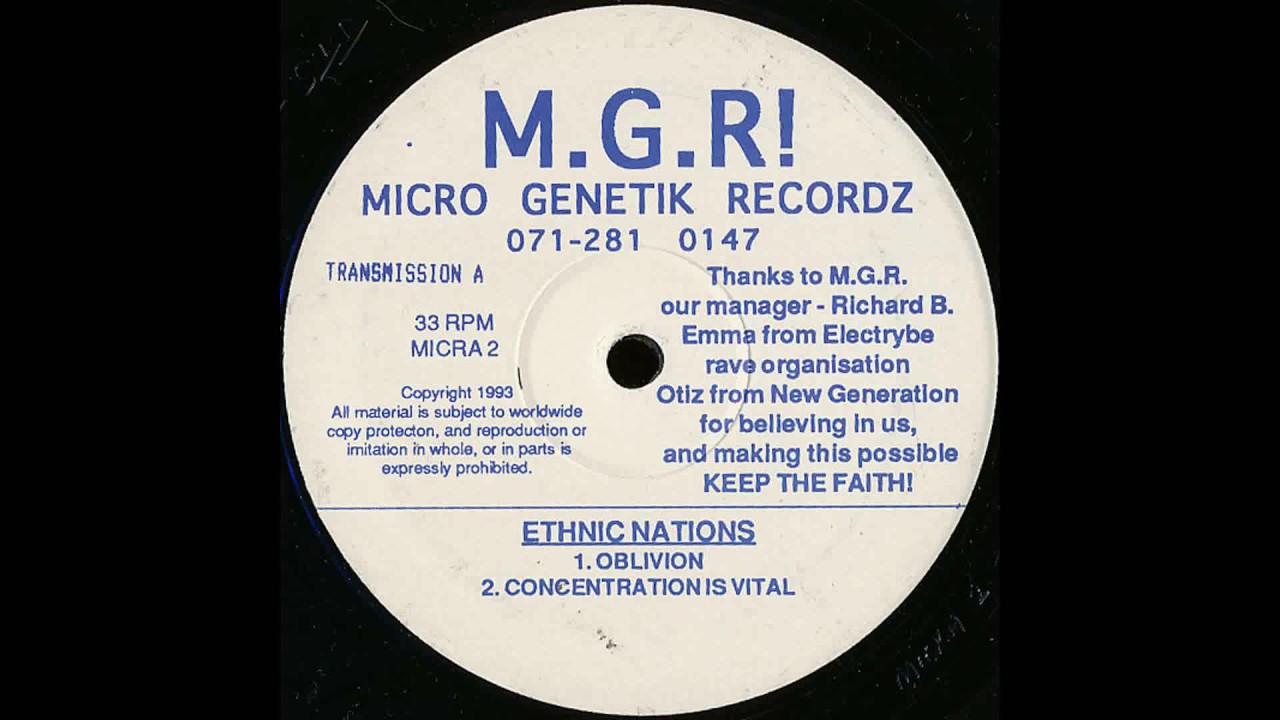 M.G.R!
MICRO GENETIK RECORDZ
071-281 0147
TRANSMISSION A
33 RPM
MICRA 2
Copyright 1993
All material is subject to worldwide
copy protecton, and reproduction or
imitation in whole, or in parts is
expressly prohibited.
Thanks to M.G.R.
our manager - Richard B.
Emma from Electrybe
rave organisation
Otiz from New Generation
for believing in us,
and making this possible
KEEP THE FAITH!
ETHNIC NATIONS
1. OBLIVION
2. CONCENTRATION IS VITAL